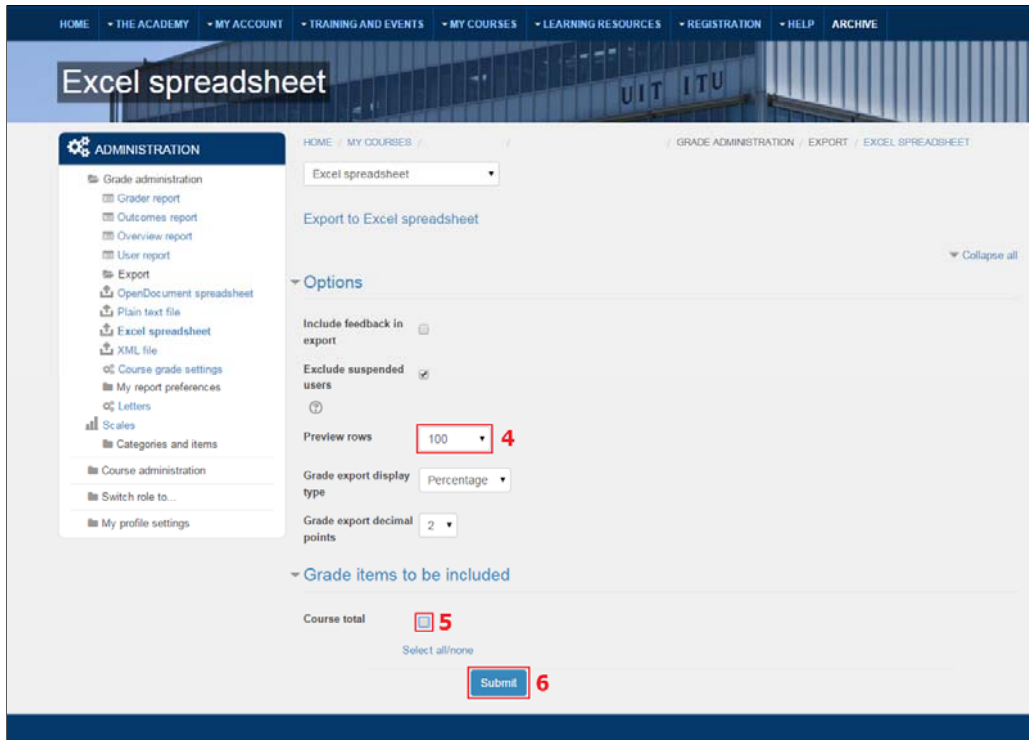 HOME THE ACADEMY MY ACCOUNT TRAINING AND EVENTS MY COURSES LEARNING RESOURCES REGISTRATION HELP ARCHIVE
Excel spreadsheet
UIT ITU
ADMINISTRATION
Grade administration
Grader report
Outcomes report
Overview report
User report
Export
OpenDocument spreadsheet
Plain text file
Excel spreadsheet
XML file
Course grade settings
My report preferences
Letters
Scales
Categories and items
Course administration
Switch role to...
My profile settings
HOME / MY COURSES / / / GRADE ADMINISTRATION / EXPORT / EXCEL SPREADSHEET
Excel spreadsheet
Export to Excel spreadsheet
Collapse all
Options
Include feedback in
export
Exclude suspended
users
?
Preview rows 100 4
Grade export display
type
Percentage
Grade export decimal
points
2
Grade items to be included
Course total 5
Select all/none
Submit 6